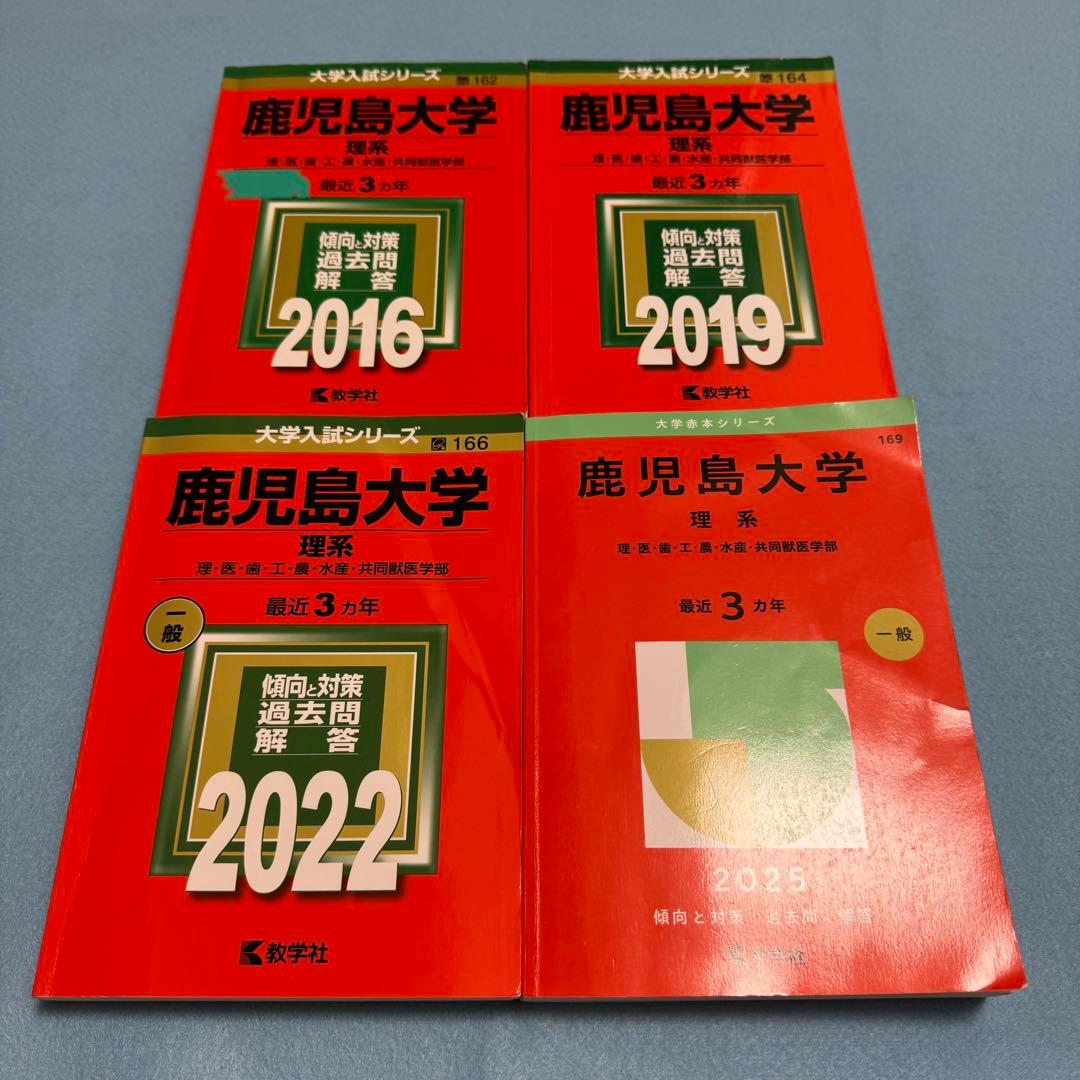 大学入試シリーズ
162
鹿児島大学
理系
理・医・歯・工・農・水産・共同獣医学部
最近3カ年
傾向と対策
過去問
解答
2016
教学社
大学入試シリーズ
164
鹿児島大学
理系
理・医・歯・工・農・水産・共同獣医学部
最近3カ年
傾向と対策
過去問
解答
2019
教学社
大学入試シリーズ
166
鹿児島大学
理系
理・医・歯・工・農・水産・共同獣医学部
一般
最近3カ年
傾向と対策
過去問
解答
2022
教学社
大学赤本シリーズ
169
鹿児島大学
理系
理・医・歯・工・農・水産・共同獣医学部
最近3カ年
一般
2025
傾向と対策 過去問 解答
教学社